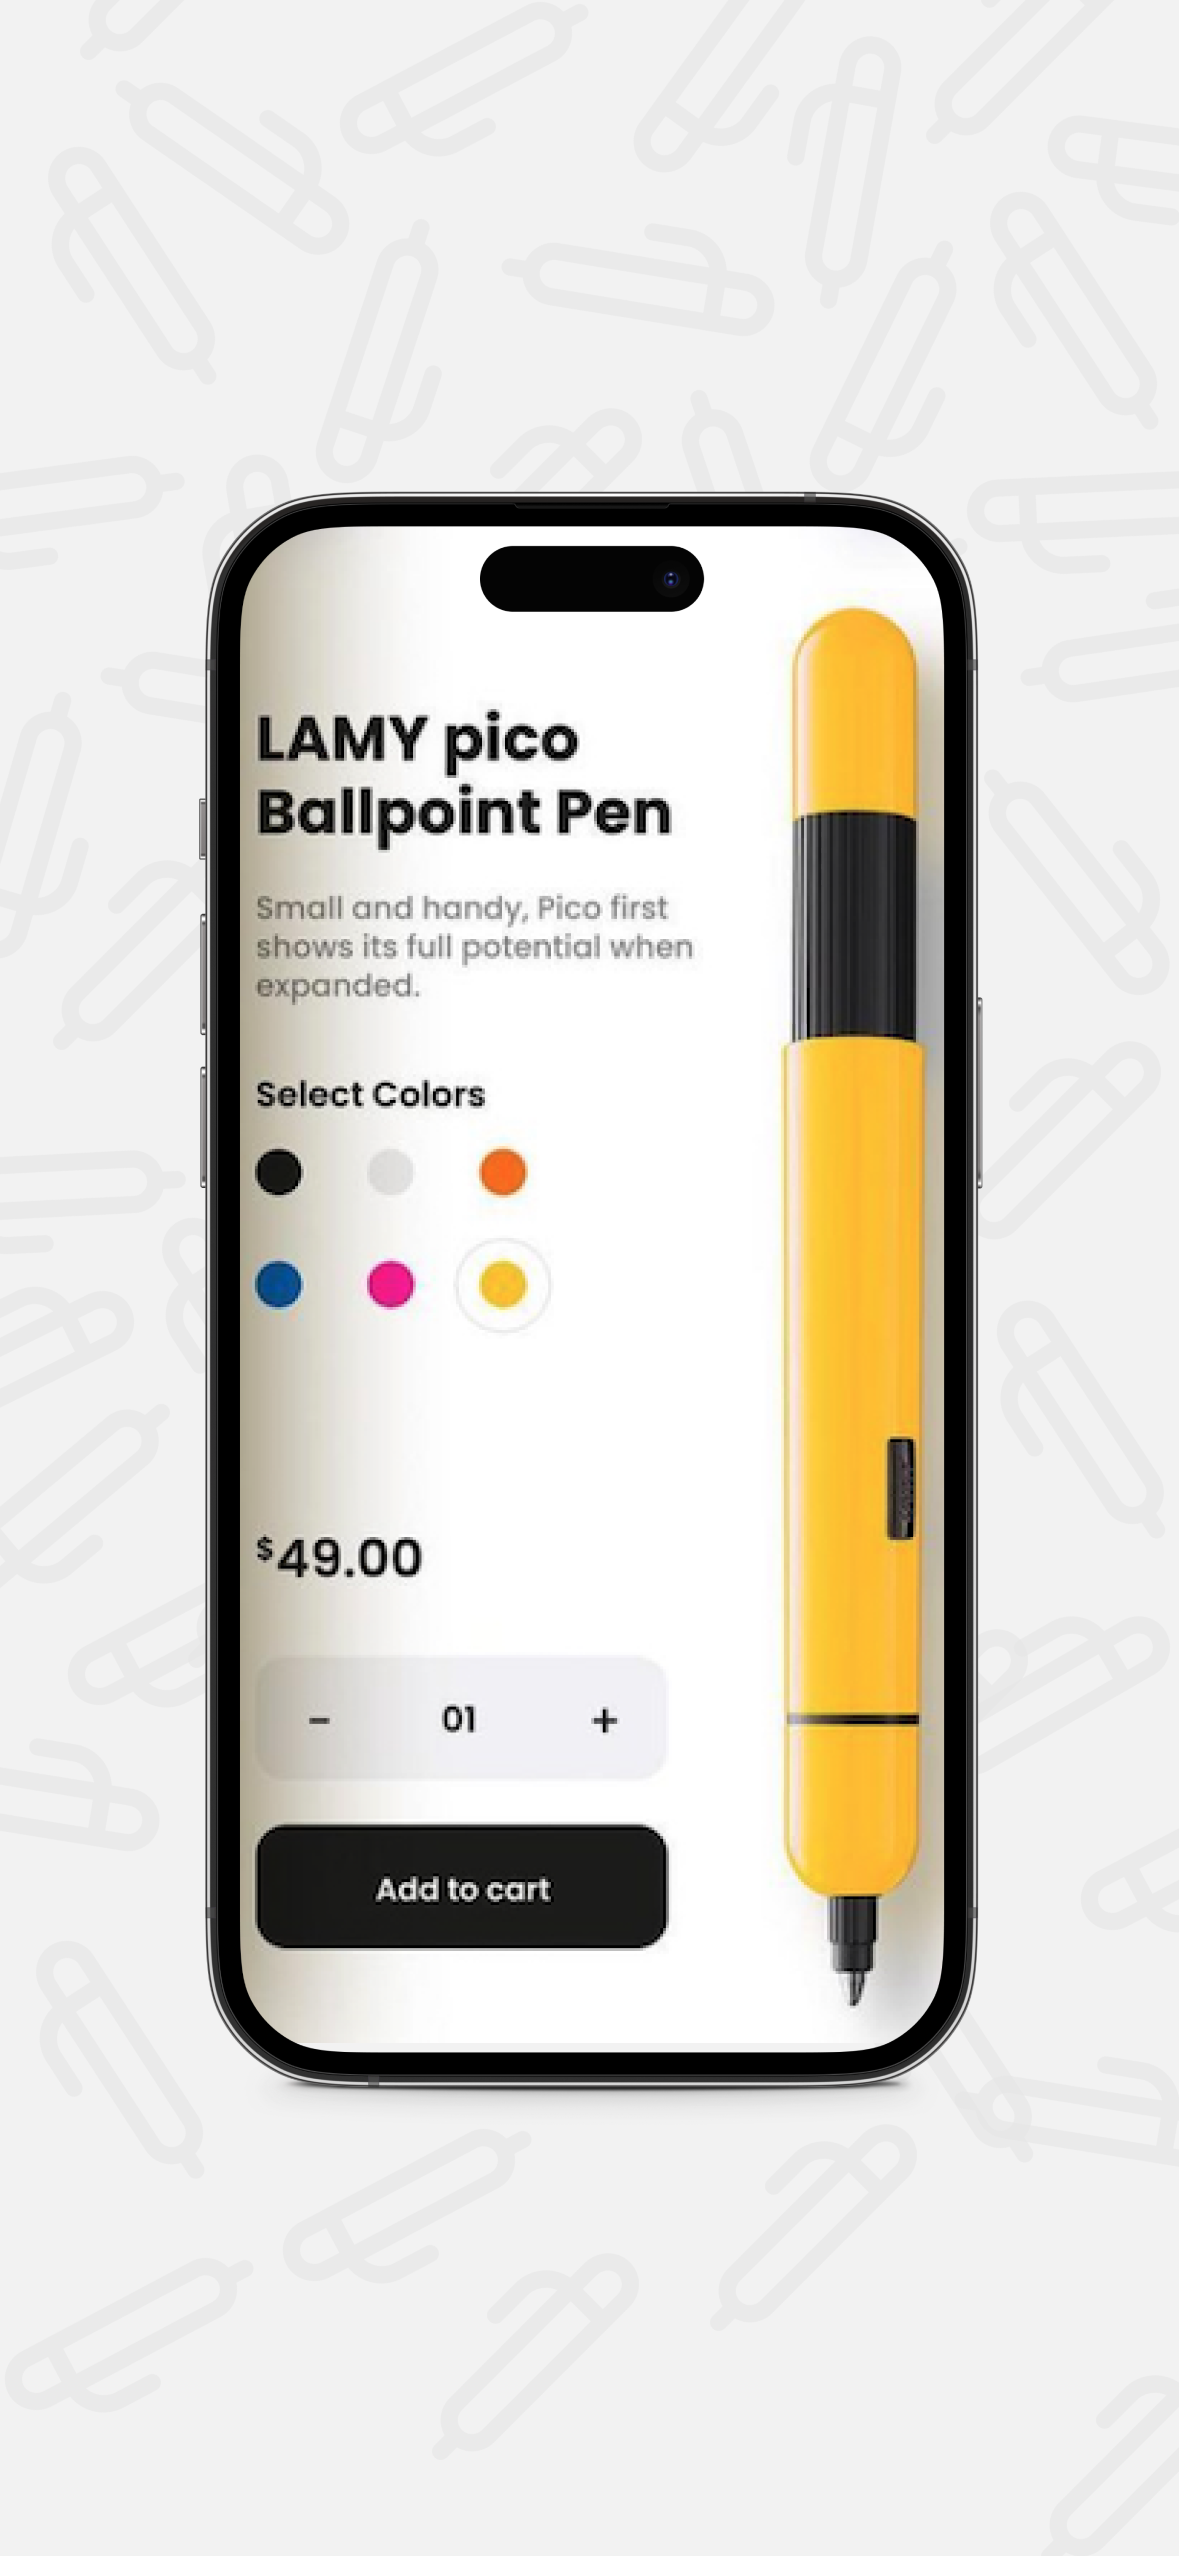 LAMY pico
Ballpoint Pen
Small and handy, Pico first
shows its full potential when
expanded.
Select Colors
$49.00
− 01 +
Add to cart